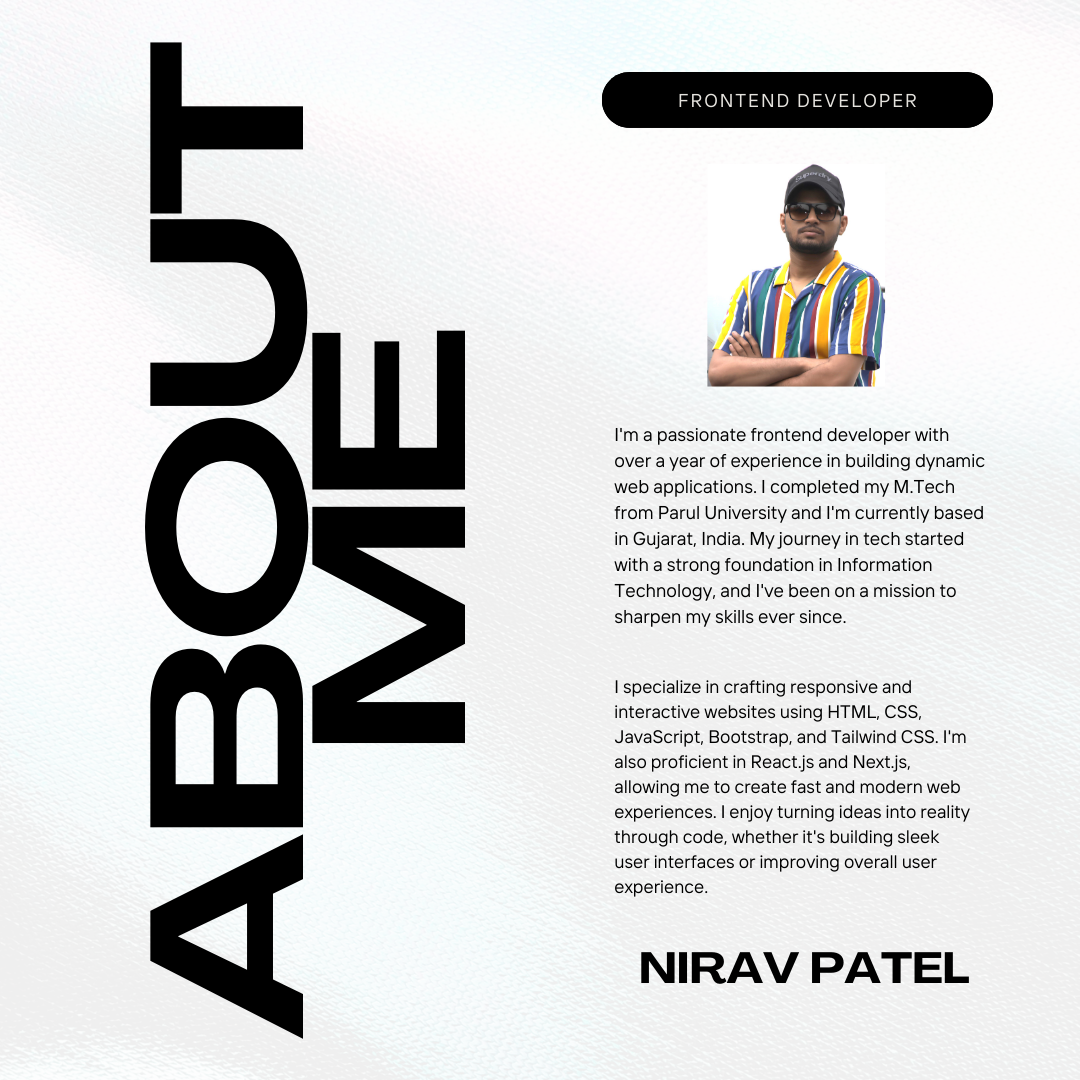 ABOUT
ME
FRONTEND DEVELOPER
superdry
I'm a passionate frontend developer with
over a year of experience in building dynamic
web applications. I completed my M.Tech
from Parul University and I'm currently based
in Gujarat, India. My journey in tech started
with a strong foundation in Information
Technology, and I've been on a mission to
sharpen my skills ever since.
I specialize in crafting responsive and
interactive websites using HTML, CSS,
JavaScript, Bootstrap, and Tailwind CSS. I'm
also proficient in React.js and Next.js,
allowing me to create fast and modern web
experiences. I enjoy turning ideas into reality
through code, whether it's building sleek
user interfaces or improving overall user
experience.
NIRAV PATEL